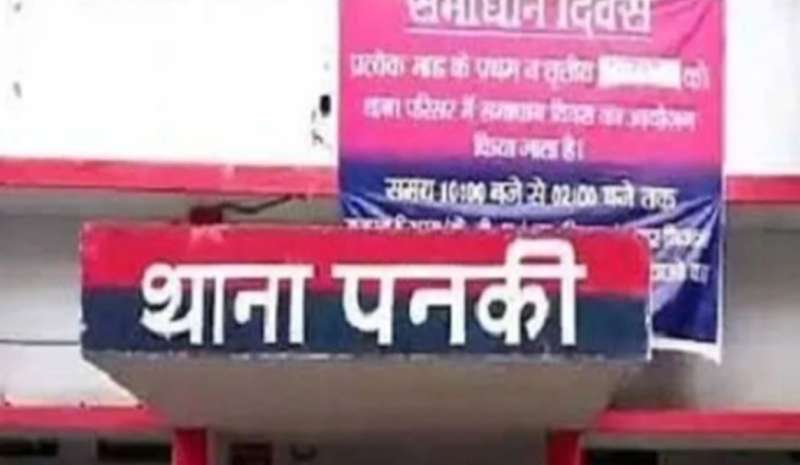 समाधान दिवस
प्रत्येक माह के प्रथम व तृतीय को
थाना परिसर में समाधान दिवस का आयोजन
किया जाता है।
समय 10:00 बजे से 02:00 बजे तक
थाना पनकी